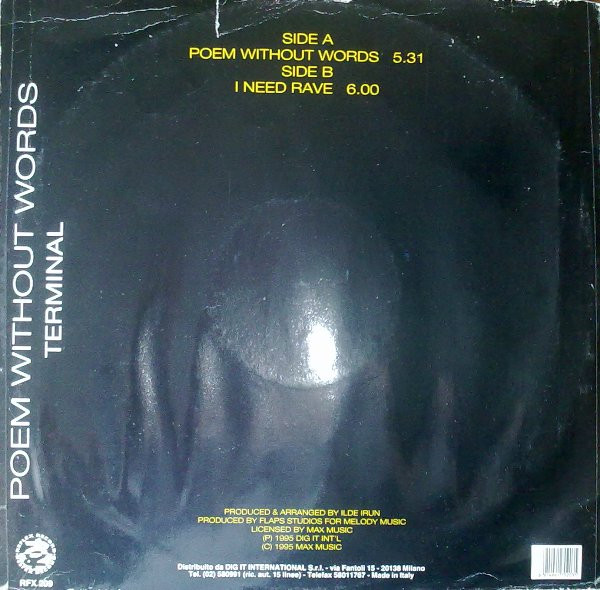 SIDE A
POEM WITHOUT WORDS 5.31
SIDE B
I NEED RAVE 6.00
POEM WITHOUT WORDS
TERMINAL
PRODUCED & ARRANGED BY ILDE IRUN
PRODUCED BY FLAPS STUDIOS FOR MELODY MUSIC
LICENSED BY MAX MUSIC
(P) 1995 DIG IT INT'L
(C) 1995 MAX MUSIC
Distribuito da DIG IT INTERNATIONAL S.r.l. - via Fantoli 15 - 20138 Milano
Tel. (02) 580991 (ric. aut. 15 linee) - Telefax 58011767 - Made in Italy
RFX.009